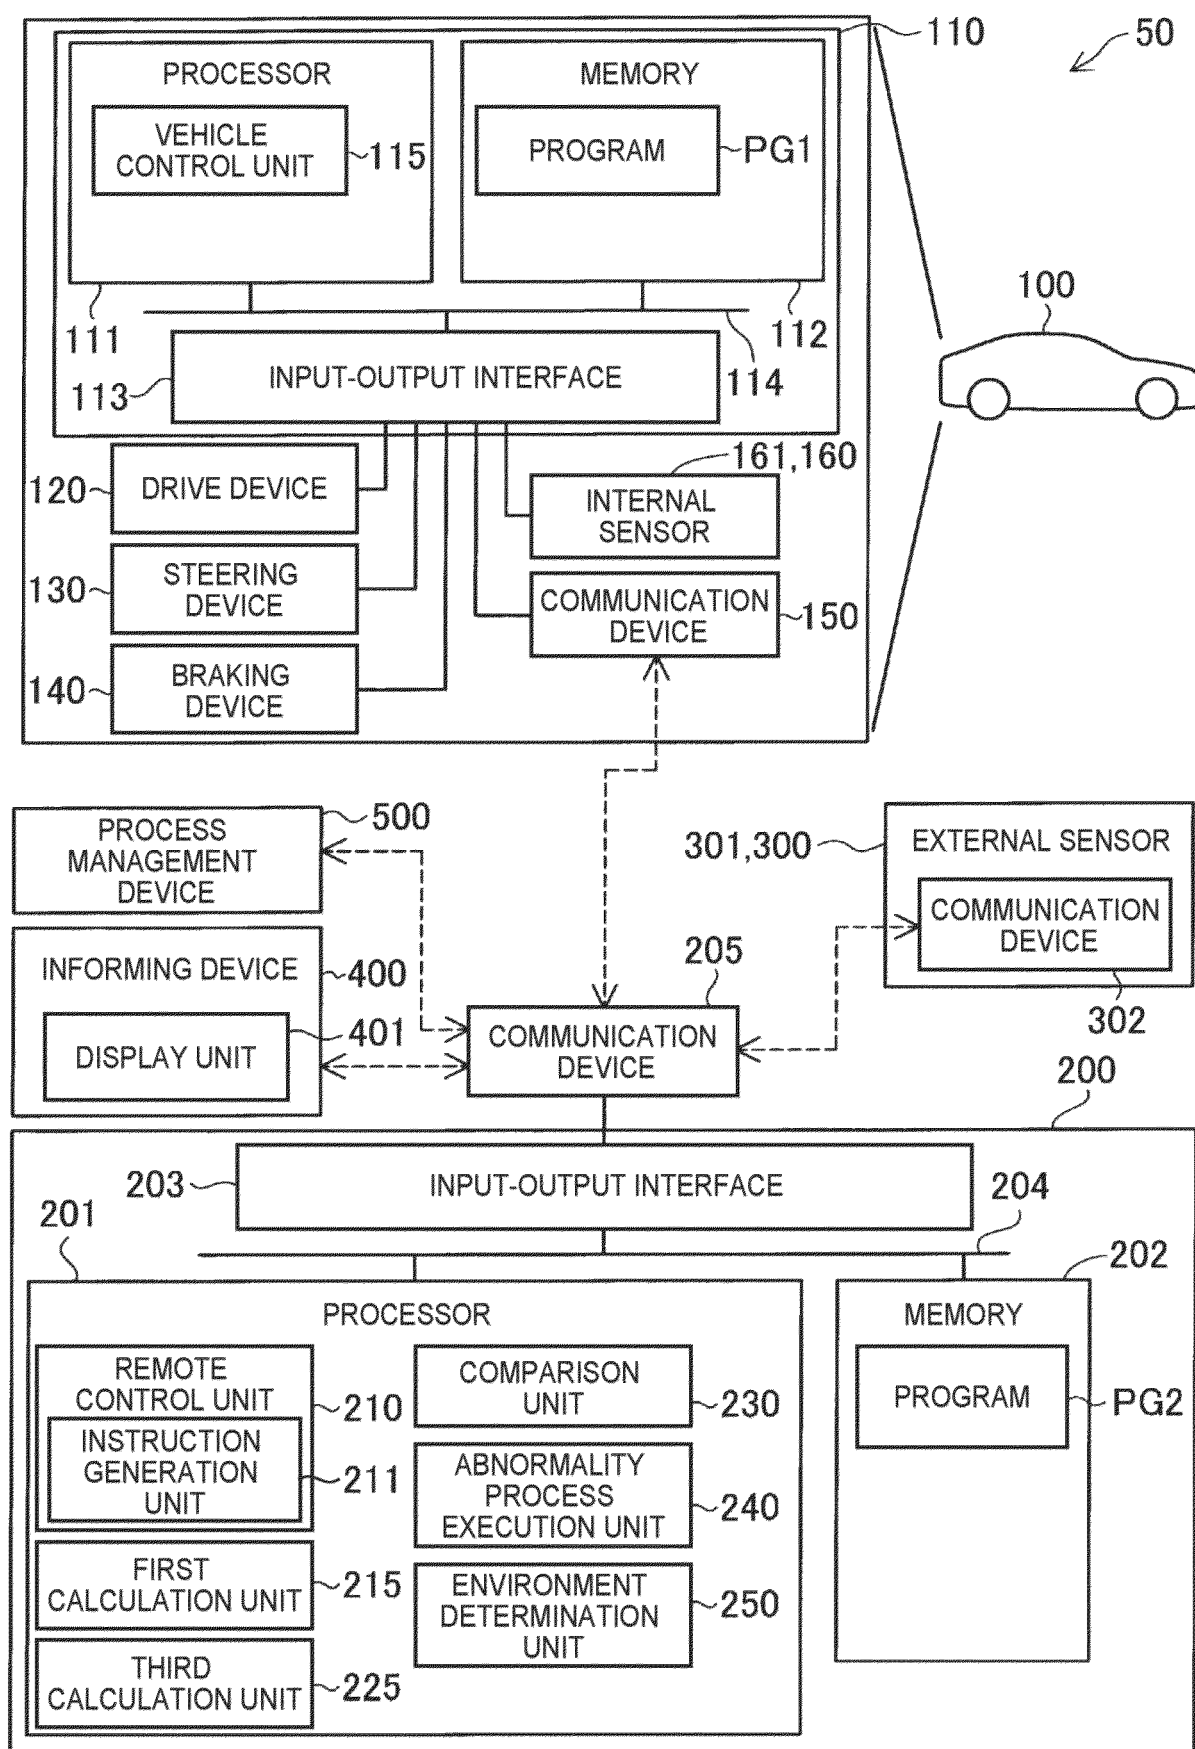 110
50
PROCESSOR
VEHICLE
CONTROL UNIT
115
MEMORY
PROGRAM
PG1
111
112
100
113
INPUT-OUTPUT INTERFACE
114
120
DRIVE DEVICE
161,160
INTERNAL
SENSOR
130
STEERING
DEVICE
COMMUNICATION
DEVICE
150
140
BRAKING
DEVICE
500
PROCESS
MANAGEMENT
DEVICE
301,300
EXTERNAL SENSOR
COMMUNICATION
DEVICE
302
INFORMING DEVICE
400
401
DISPLAY UNIT
205
COMMUNICATION
DEVICE
200
203
INPUT-OUTPUT INTERFACE
204
201
202
PROCESSOR
REMOTE
CONTROL UNIT
210
INSTRUCTION
GENERATION
UNIT
211
FIRST
CALCULATION UNIT
215
THIRD
CALCULATION UNIT
225
COMPARISON
UNIT
230
ABNORMALITY
PROCESS
EXECUTION UNIT
240
ENVIRONMENT
DETERMINATION
UNIT
250
MEMORY
PROGRAM
PG2